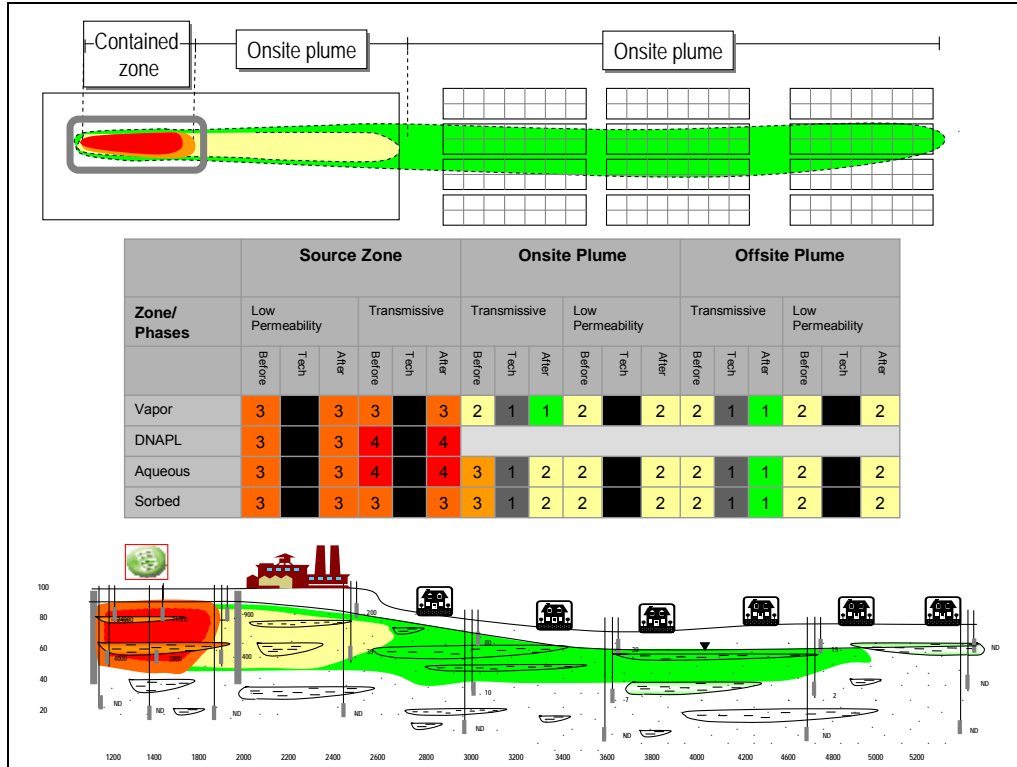 Contained
zone
Onsite plume
Onsite plume
Source Zone Onsite Plume Offsite Plume
Zone/
Phases
Low
Permeability
Transmissive
Transmissive
Low
Permeability
Transmissive
Low
Permeability
Before Tech After Before Tech After Before Tech After Before Tech After Before Tech After Before Tech After
Vapor 3 3 3 3 2 1 1 2 2 2 1 1 2 2
DNAPL 3 3 4 4
Aqueous 3 3 4 4 3 1 2 2 2 2 1 1 2 2
Sorbed 3 3 3 3 3 1 2 2 2 2 1 1 2 2
100
80
60
40
20
900
400
4000
200
80
10
7
15
2
ND
ND
ND
ND
ND
ND
ND
ND
1200 1400 1800 2000 2200 2400 2600 2800 3000 3200 3400 3600 3800 4000 4200 4400 4600 4800 5000 5200